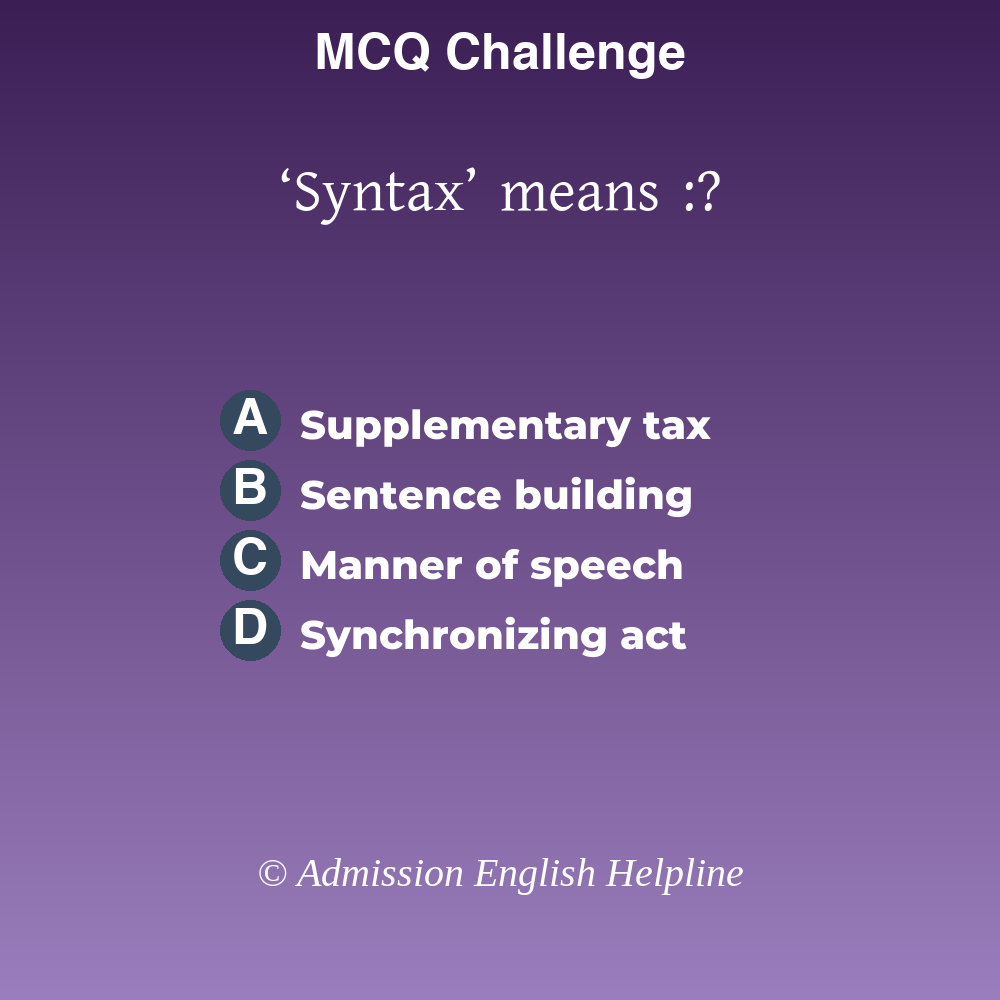 MCQ Challenge
‘Syntax’ means :?
A Supplementary tax
B Sentence building
C Manner of speech
D Synchronizing act
© Admission English Helpline